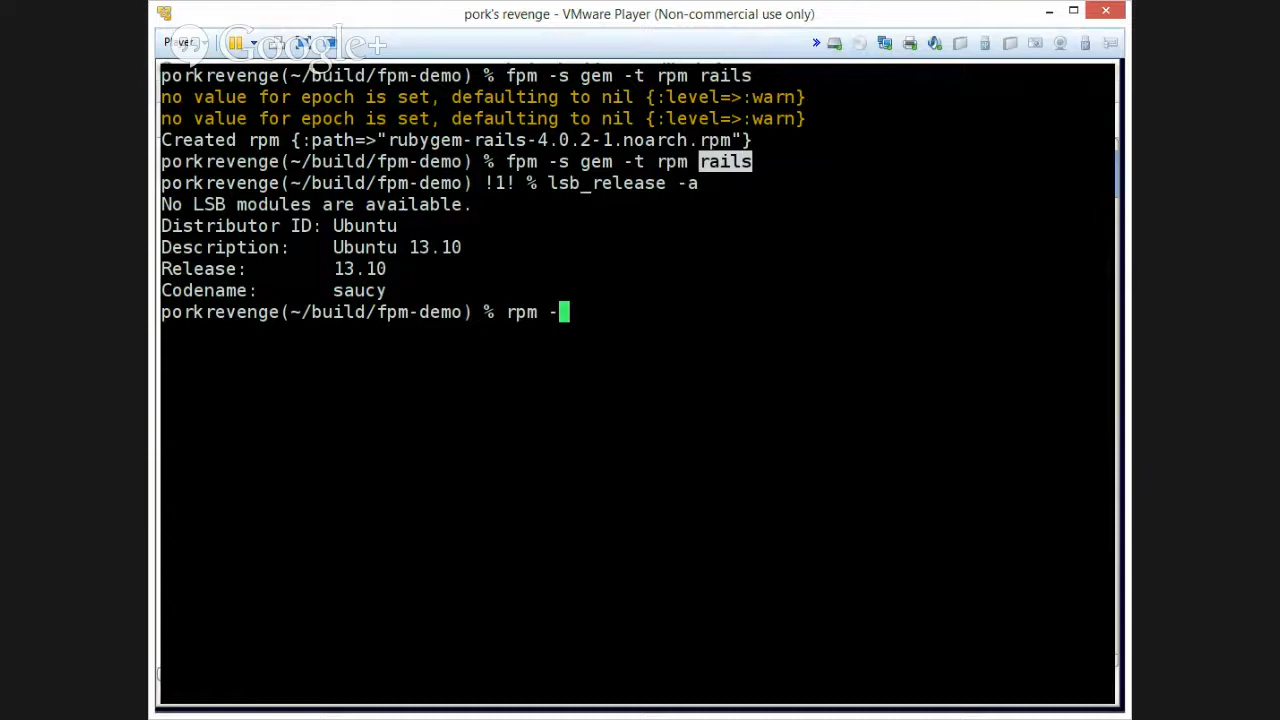 pork's revenge - VMware Player (Non-commercial use only)
Player
Google+
porkrevenge(~/build/fpm-demo) % fpm -s gem -t rpm rails
no value for epoch is set, defaulting to nil {:level=>:warn}
no value for epoch is set, defaulting to nil {:level=>:warn}
Created rpm {:path=>"rubygem-rails-4.0.2-1.noarch.rpm"}
porkrevenge(~/build/fpm-demo) % fpm -s gem -t rpm rails
porkrevenge(~/build/fpm-demo) !1! % lsb_release -a
No LSB modules are available.
Distributor ID: Ubuntu
Description:    Ubuntu 13.10
Release:        13.10
Codename:       saucy
porkrevenge(~/build/fpm-demo) % rpm -